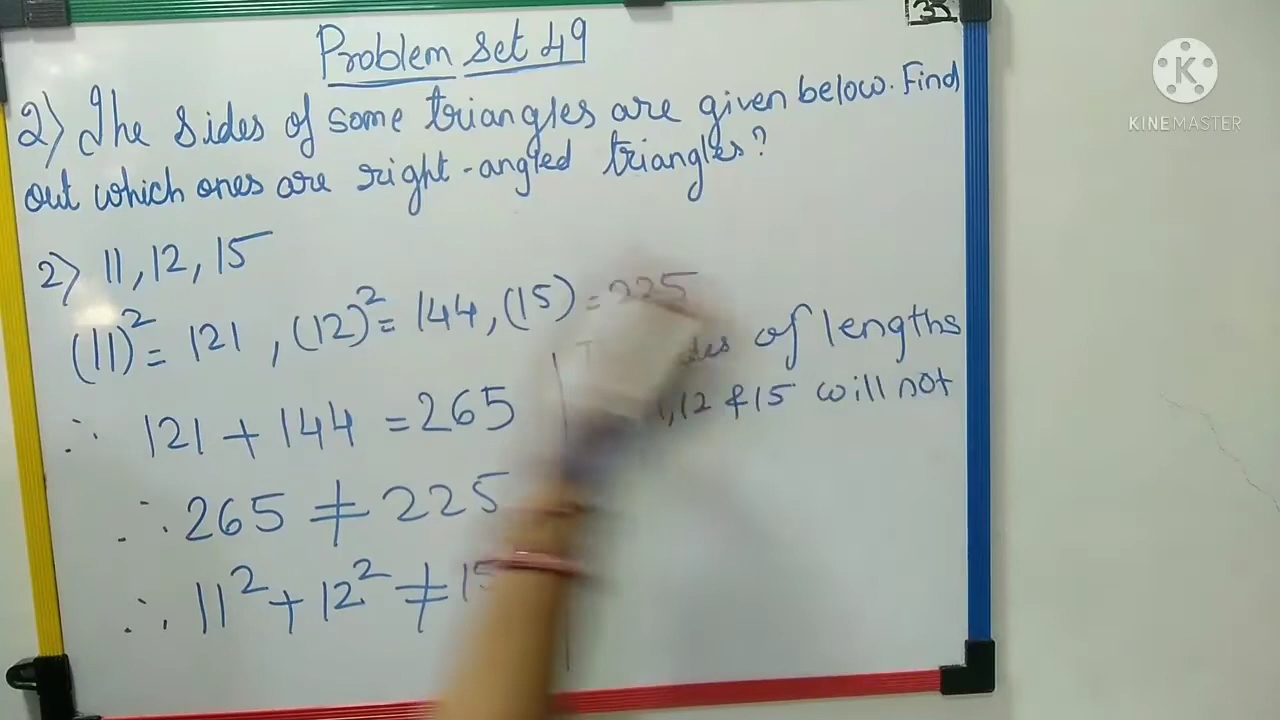 35
Problem set 49
2) The sides of some triangles are given below. Find
out which ones are right-angled triangles?
2) 11, 12, 15
(11)² = 121, (12)² = 144, (15) = 225
∴ 121 + 144 = 265
∴ 265 ≠ 225
∴ 11² + 12² ≠ 15
of lengths
,12 & 15 will not
KINEMASTER